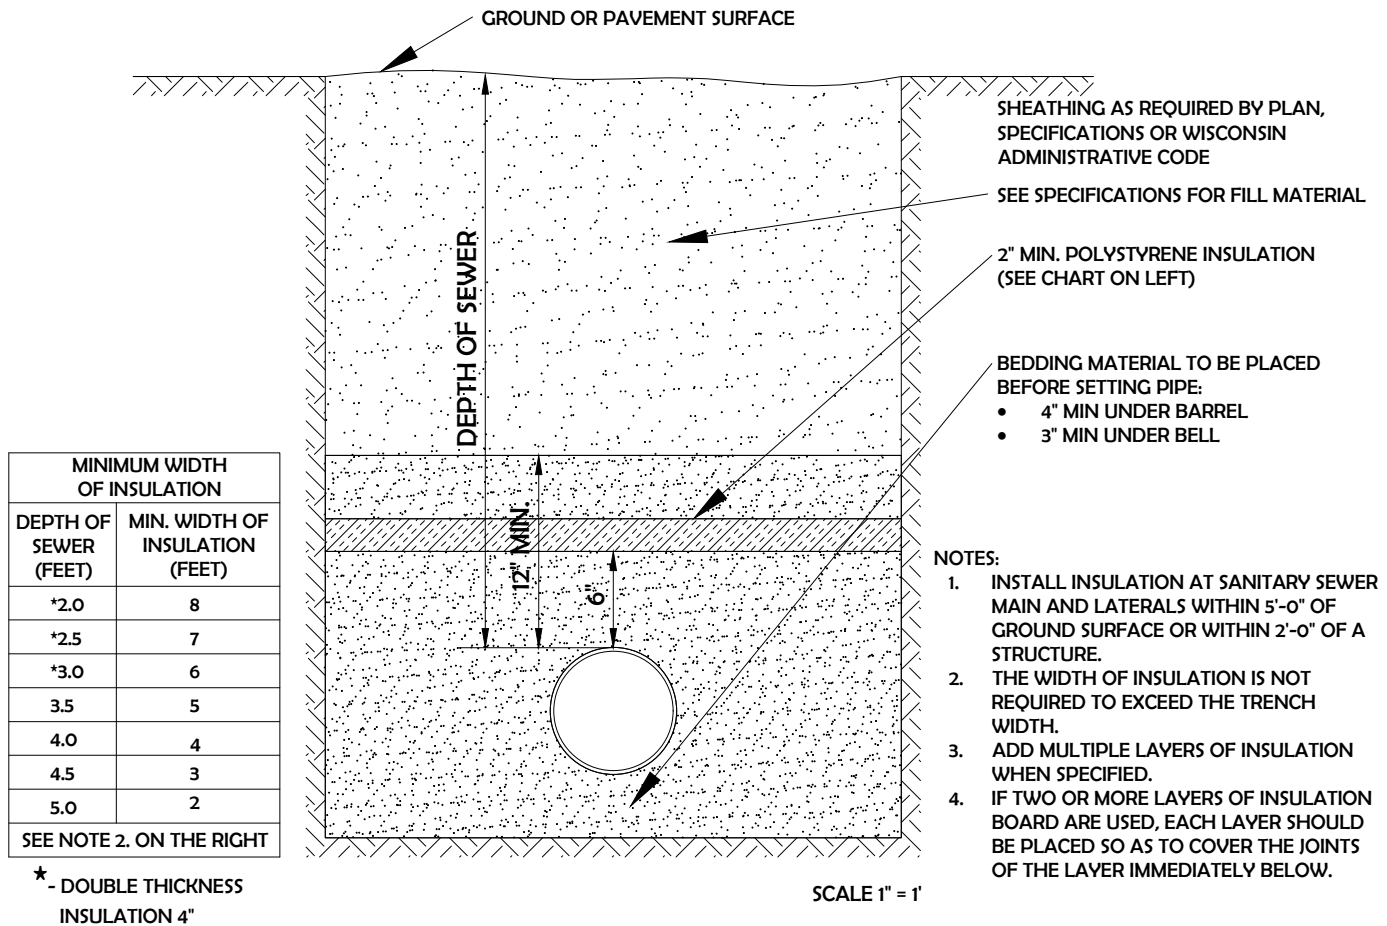 GROUND OR PAVEMENT SURFACE
SHEATHING AS REQUIRED BY PLAN,
SPECIFICATIONS OR WISCONSIN
ADMINISTRATIVE CODE
SEE SPECIFICATIONS FOR FILL MATERIAL
2" MIN. POLYSTYRENE INSULATION
(SEE CHART ON LEFT)
BEDDING MATERIAL TO BE PLACED
BEFORE SETTING PIPE:
• 4" MIN UNDER BARREL
• 3" MIN UNDER BELL
DEPTH OF SEWER
12" MIN.
6"
MINIMUM WIDTH
OF INSULATION
DEPTH OF SEWER (FEET) MIN. WIDTH OF INSULATION (FEET)
*2.0 8
*2.5 7
*3.0 6
3.5 5
4.0 4
4.5 3
5.0 2
SEE NOTE 2. ON THE RIGHT
★ - DOUBLE THICKNESS
INSULATION 4"
NOTES:
1. INSTALL INSULATION AT SANITARY SEWER
MAIN AND LATERALS WITHIN 5'-0" OF
GROUND SURFACE OR WITHIN 2'-0" OF A
STRUCTURE.
2. THE WIDTH OF INSULATION IS NOT
REQUIRED TO EXCEED THE TRENCH
WIDTH.
3. ADD MULTIPLE LAYERS OF INSULATION
WHEN SPECIFIED.
4. IF TWO OR MORE LAYERS OF INSULATION
BOARD ARE USED, EACH LAYER SHOULD
BE PLACED SO AS TO COVER THE JOINTS
OF THE LAYER IMMEDIATELY BELOW.
SCALE 1" = 1'